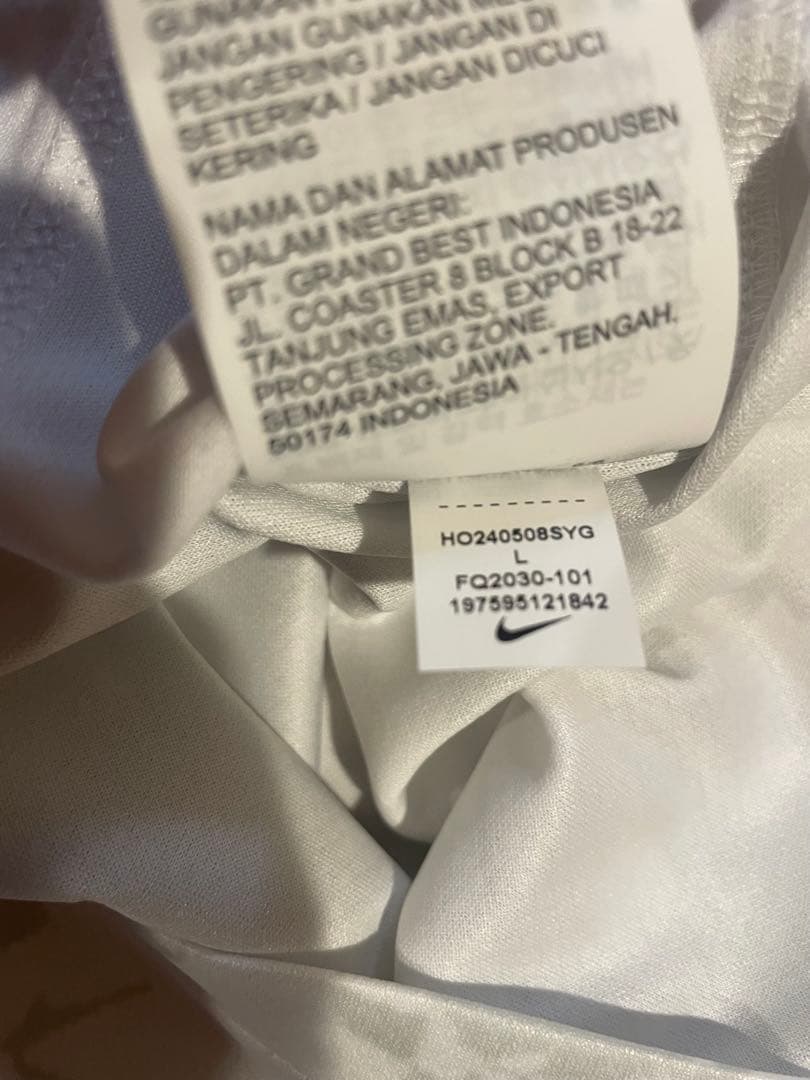 GUNAKAN
JANGAN GUNAKAN
PENGERING / JANGAN DI
SETERIKA / JANGAN DICUCI
KERING
NAMA DAN ALAMAT PRODUSEN
DALAM NEGERI:
PT. GRAND BEST INDONESIA
JL. COASTER 8 BLOCK B 18-22
TANJUNG EMAS, EXPORT
PROCESSING ZONE.
SEMARANG, JAWA - TENGAH.
50174 INDONESIA
---------
HO240508SYG
L
FQ2030-101
197595121842